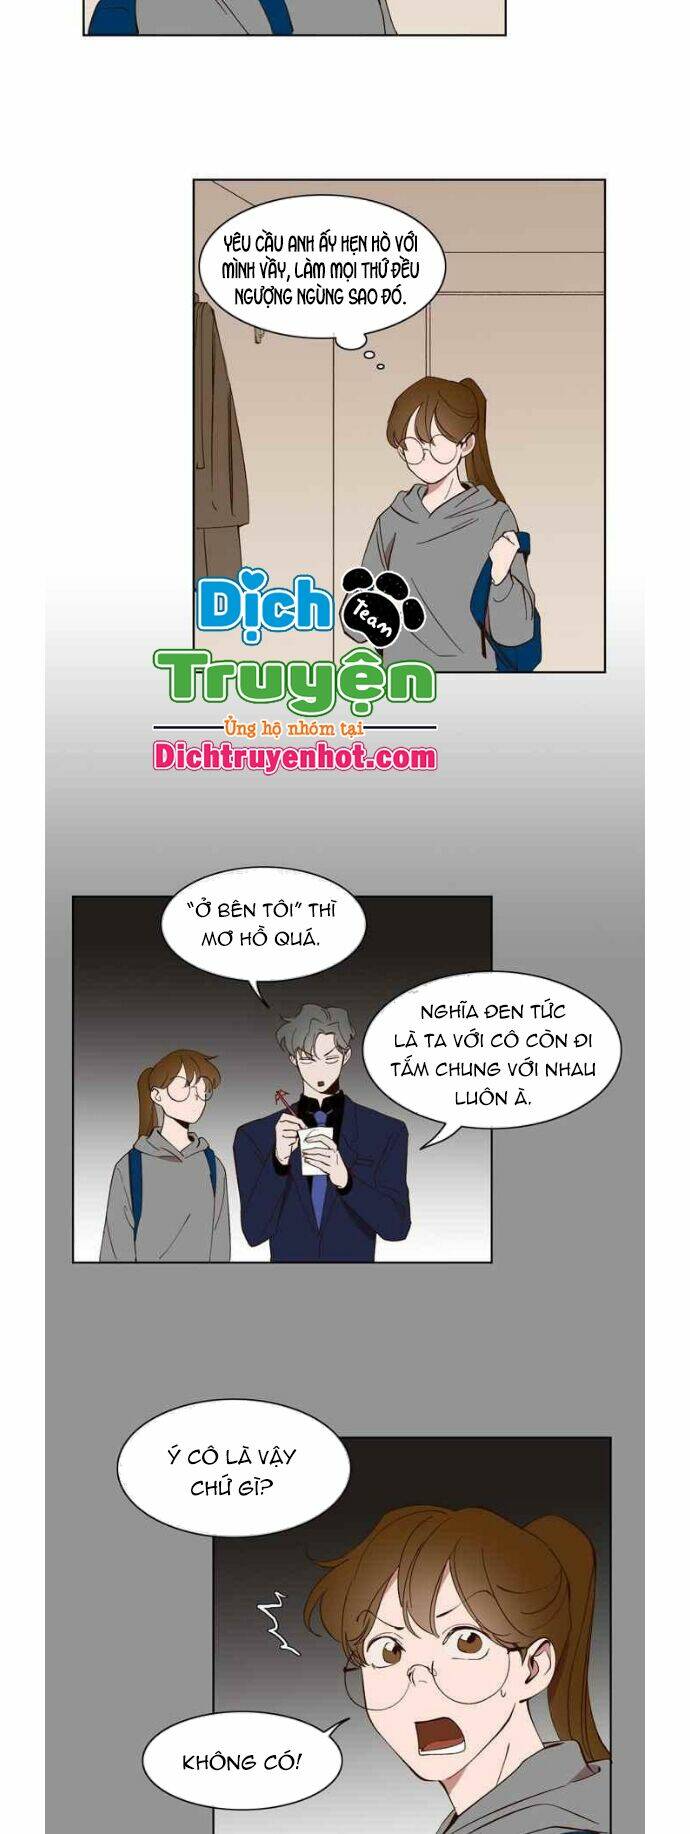 YÊU CẦU ANH ẤY HẸN HÒ VỚI
MÌNH VẦY, LÀM MỌI THỨ ĐỀU
NGƯỢNG NGÙNG SAO ĐÓ.
Dịch
Team
Truyện
Ủng hộ nhóm tại
Dichtruyenhot.com
"Ở BÊN TÔI" THÌ
MƠ HỒ QUÁ.
NGHĨA ĐEN TỨC
LÀ TA VỚI CÔ CÒN ĐI
TẮM CHUNG VỚI NHAU
LUÔN À.
Ý CÔ LÀ VẬY
CHỨ GÌ?
KHÔNG CÓ!